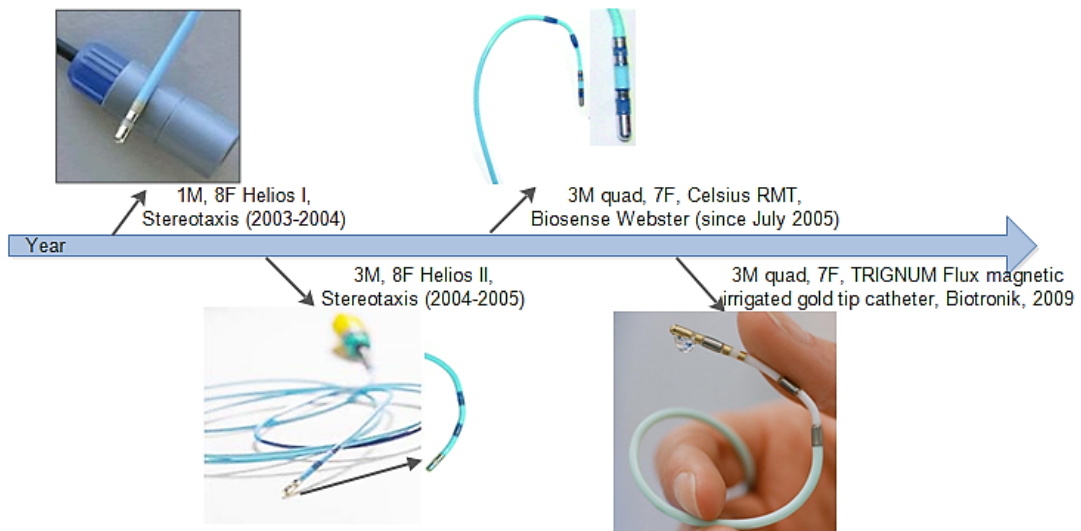 1M, 8F Helios I,
Stereotaxis (2003-2004)
3M quad, 7F, Celsius RMT,
Biosense Webster (since July 2005)
Year
3M, 8F Helios II,
Stereotaxis (2004-2005)
3M quad, 7F, TRIGNUM Flux magnetic
irrigated gold tip catheter, Biotronik, 2009